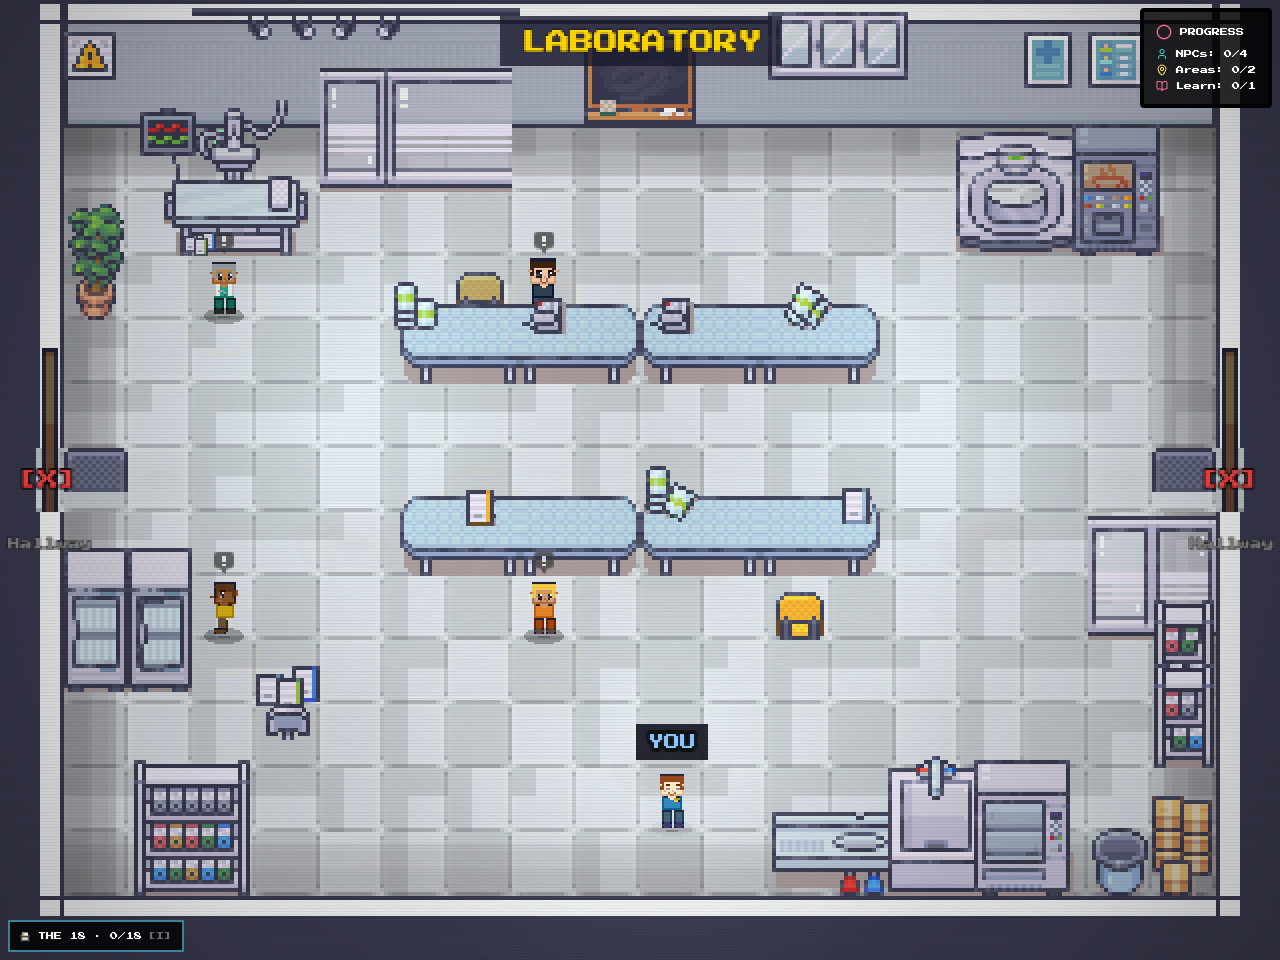 LABORATORY
PROGRESS
NPCs: 0/4
Areas: 0/2
Learn: 0/1
[X]
[X]
Hallway
Hallway
YOU
THE 18 · 0/18 [I]